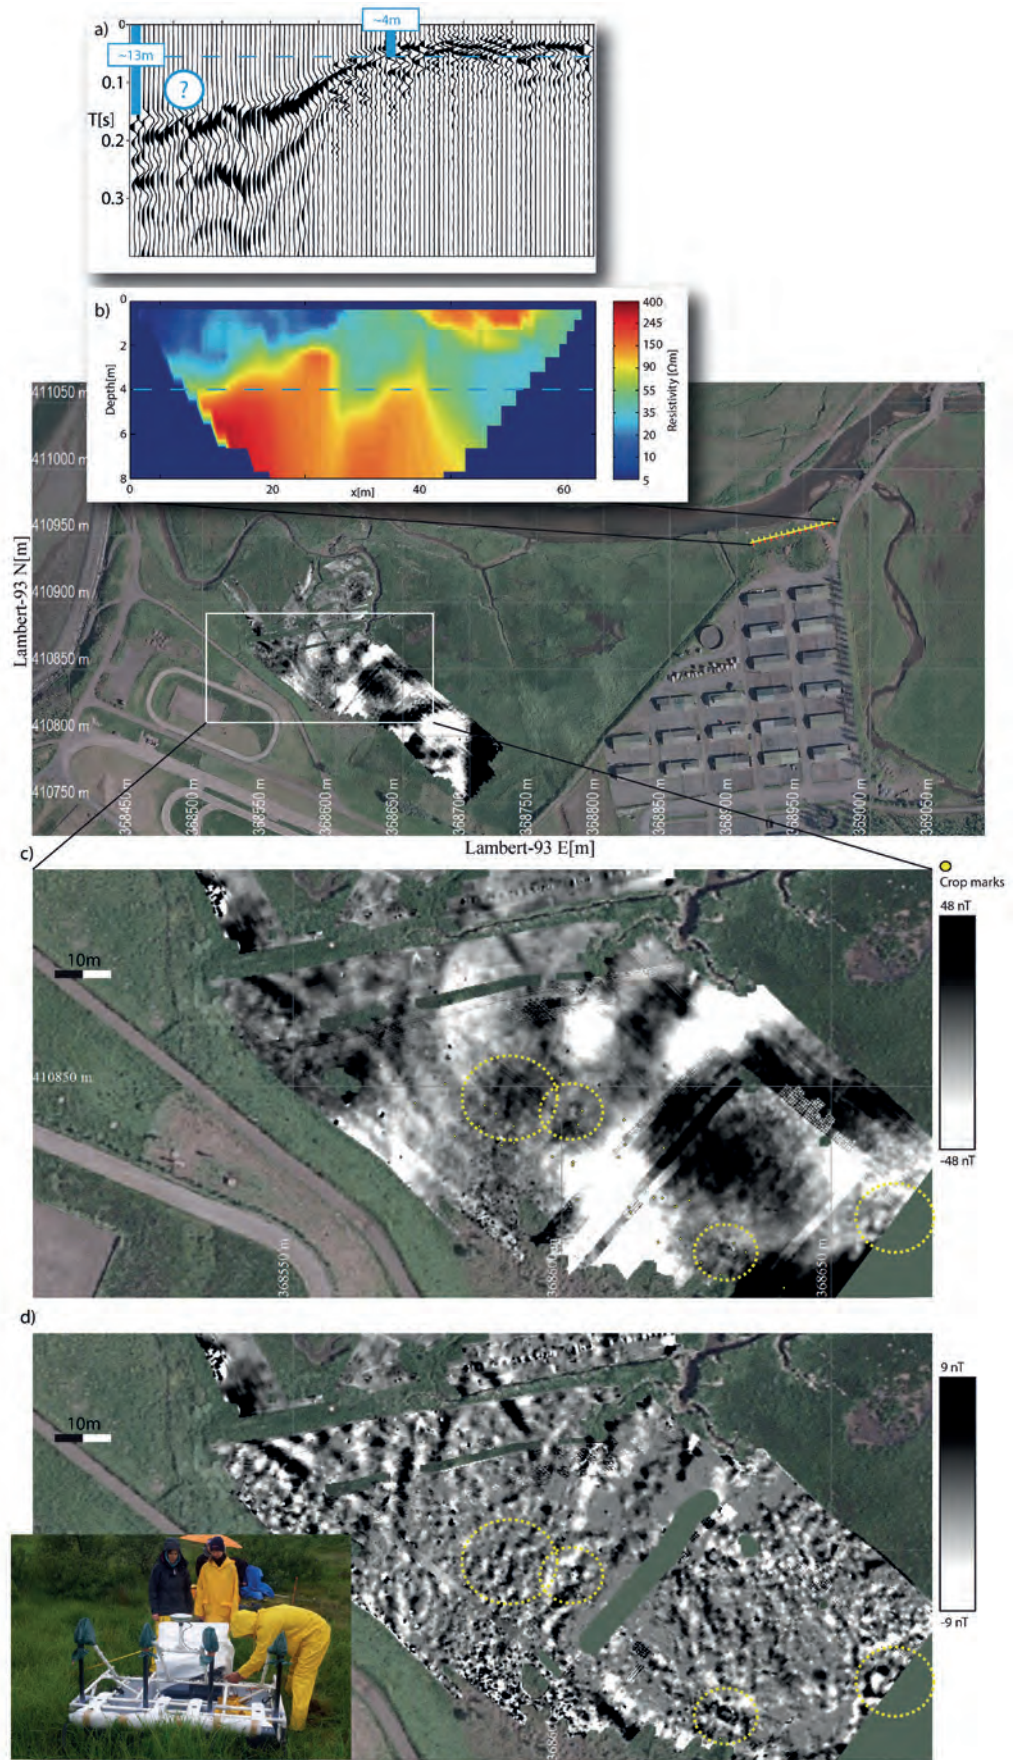 a)
0
~13m
~4m
?
0.1
T[s]
0.2
0.3
b)
0
2
4
6
8
Depth[m]
0
20
40
60
x[m]
400
245
150
90
55
35
20
10
5
Resistivity [Ωm]
411050 m
411000 m
410950 m
410900 m
410850 m
410800 m
410750 m
Lambert-93 N[m]
368450 m
368500 m
368550 m
368600 m
368650 m
368700 m
368750 m
368800 m
368850 m
368900 m
368950 m
369000 m
369050 m
Lambert-93 E[m]
c)
10m
410850 m
368550 m
368600 m
368650 m
Crop marks
48 nT
-48 nT
d)
10m
368600 m
9 nT
-9 nT